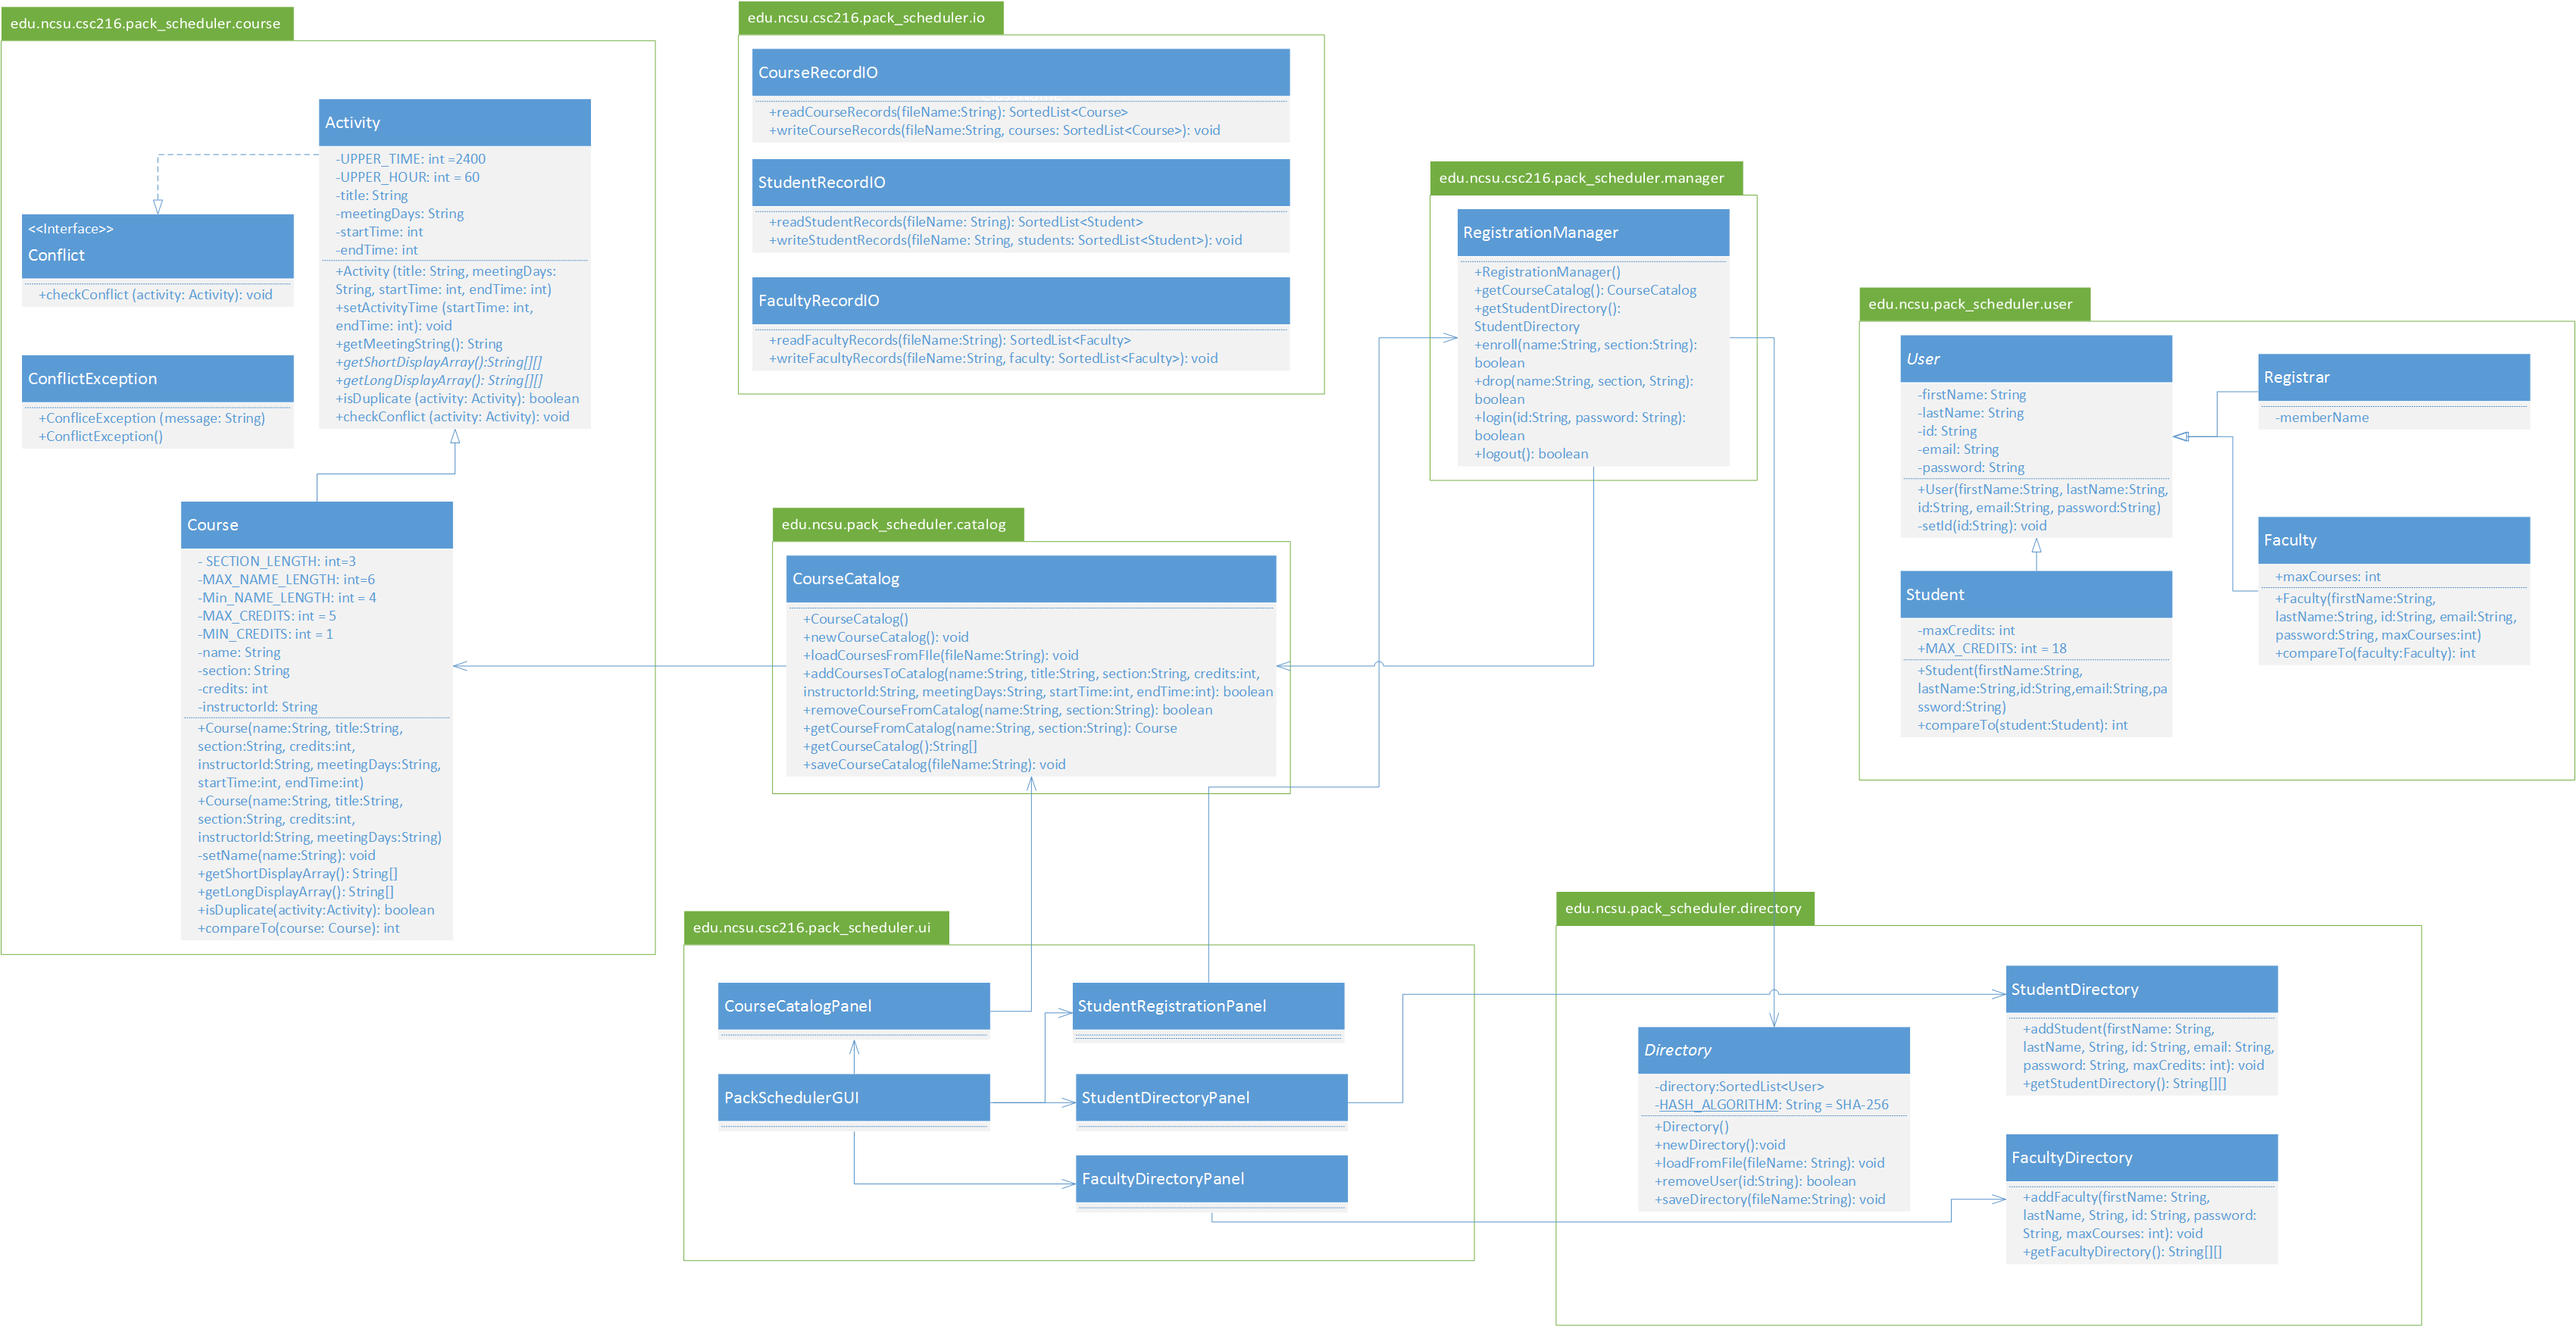 edu.ncsu.csc216.pack_scheduler.course
Activity
-UPPER_TIME: int =2400
-UPPER_HOUR: int = 60
-title: String
-meetingDays: String
-startTime: int
-endTime: int
+Activity (title: String, meetingDays:
String, startTime: int, endTime: int)
+setActivityTime (startTime: int,
endTime: int): void
+getMeetingString(): String
+getShortDisplayArray():String[][]
+getLongDisplayArray(): String[][]
+isDuplicate (activity: Activity): boolean
+checkConflict (activity: Activity): void
<<Interface>>
Conflict
+checkConflict (activity: Activity): void
ConflictException
+ConfliceException (message: String)
+ConflictException()
Course
- SECTION_LENGTH: int=3
-MAX_NAME_LENGTH: int=6
-Min_NAME_LENGTH: int = 4
-MAX_CREDITS: int = 5
-MIN_CREDITS: int = 1
-name: String
-section: String
-credits: int
-instructorId: String
+Course(name:String, title:String,
section:String, credits:int,
instructorId:String, meetingDays:String,
startTime:int, endTime:int)
+Course(name:String, title:String,
section:String, credits:int,
instructorId:String, meetingDays:String)
-setName(name:String): void
+getShortDisplayArray(): String[]
+getLongDisplayArray(): String[]
+isDuplicate(activity:Activity): boolean
+compareTo(course: Course): int
edu.ncsu.csc216.pack_scheduler.io
CourseRecordIO
+readCourseRecords(fileName:String): SortedList<Course>
+writeCourseRecords(fileName:String, courses: SortedList<Course>): void
StudentRecordIO
+readStudentRecords(fileName: String): SortedList<Student>
+writeStudentRecords(fileName: String, students: SortedList<Student>): void
FacultyRecordIO
+readFacultyRecords(fileName:String): SortedList<Faculty>
+writeFacultyRecords(fileName:String, faculty: SortedList<Faculty>): void
edu.ncsu.csc216.pack_scheduler.manager
RegistrationManager
+RegistrationManager()
+getCourseCatalog(): CourseCatalog
+getStudentDirectory():
StudentDirectory
+enroll(name:String, section:String):
boolean
+drop(name:String, section, String):
boolean
+login(id:String, password: String):
boolean
+logout(): boolean
edu.ncsu.pack_scheduler.user
User
-firstName: String
-lastName: String
-id: String
-email: String
-password: String
+User(firstName:String, lastName:String,
id:String, email:String, password:String)
-setId(id:String): void
Registrar
-memberName
Faculty
+maxCourses: int
+Faculty(firstName:String,
lastName:String, id:String, email:String,
password:String, maxCourses:int)
+compareTo(faculty:Faculty): int
Student
-maxCredits: int
+MAX_CREDITS: int = 18
+Student(firstName:String,
lastName:String,id:String,email:String,pa
ssword:String)
+compareTo(student:Student): int
edu.ncsu.pack_scheduler.catalog
CourseCatalog
+CourseCatalog()
+newCourseCatalog(): void
+loadCoursesFromFIle(fileName:String): void
+addCoursesToCatalog(name:String, title:String, section:String, credits:int,
instructorId:String, meetingDays:String, startTime:int, endTime:int): boolean
+removeCourseFromCatalog(name:String, section:String): boolean
+getCourseFromCatalog(name:String, section:String): Course
+getCourseCatalog():String[]
+saveCourseCatalog(fileName:String): void
edu.ncsu.csc216.pack_scheduler.ui
CourseCatalogPanel
StudentRegistrationPanel
PackSchedulerGUI
StudentDirectoryPanel
FacultyDirectoryPanel
edu.ncsu.pack_scheduler.directory
Directory
-directory:SortedList<User>
-HASH_ALGORITHM: String = SHA-256
+Directory()
+newDirectory():void
+loadFromFile(fileName: String): void
+removeUser(id:String): boolean
+saveDirectory(fileName:String): void
StudentDirectory
+addStudent(firstName: String,
lastName, String, id: String, email: String,
password: String, maxCredits: int): void
+getStudentDirectory(): String[][]
FacultyDirectory
+addFaculty(firstName: String,
lastName, String, id: String, password:
String, maxCourses: int): void
+getFacultyDirectory(): String[][]